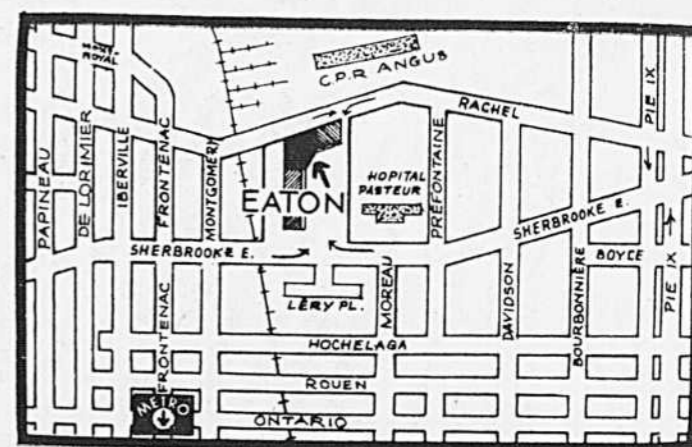 MONT-
ROYAL
C.P.R ANGUS
RACHEL
PIE IX
PAPINEAU
DE LORIMIER
IBERVILLE
FRONTENAC
MONTGOMERY
EATON
HOPITAL
PASTEUR
PRÉFONTAINE
SHERBROOKE E.
SHERBROOKE E.
BOYCE
LÉRY PL.
MOREAU
DAVIDSON
BOURBONNIÈRE
PIE IX
HOCHELAGA
FRONTENAC
ROUEN
METRO
ONTARIO